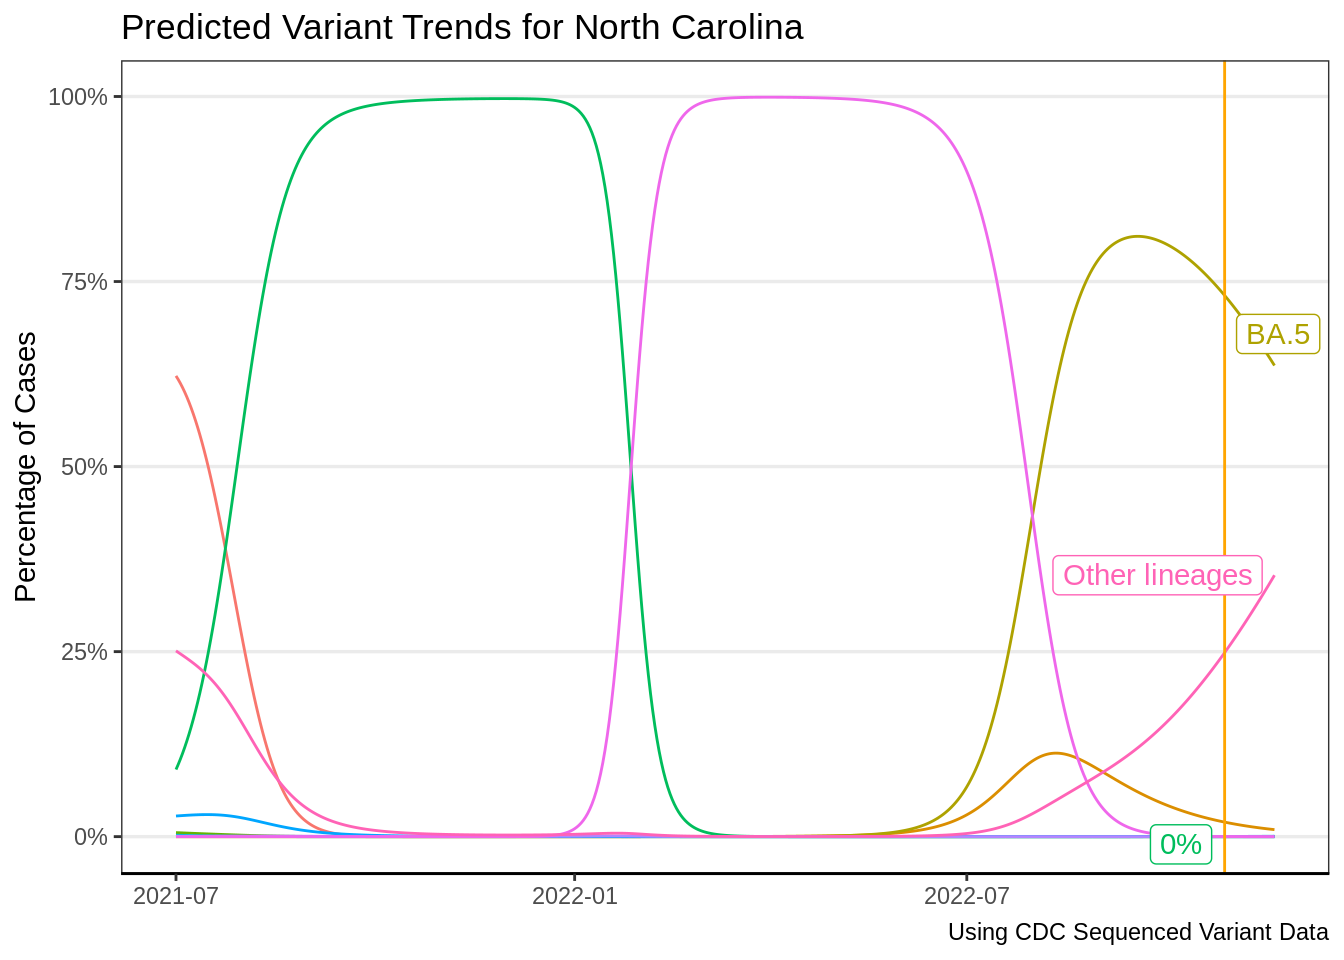 Predicted Variant Trends for North Carolina
Percentage of Cases
100%
75%
50%
25%
0%
BA.5
Other lineages
0%
2021-07
2022-01
2022-07
Using CDC Sequenced Variant Data